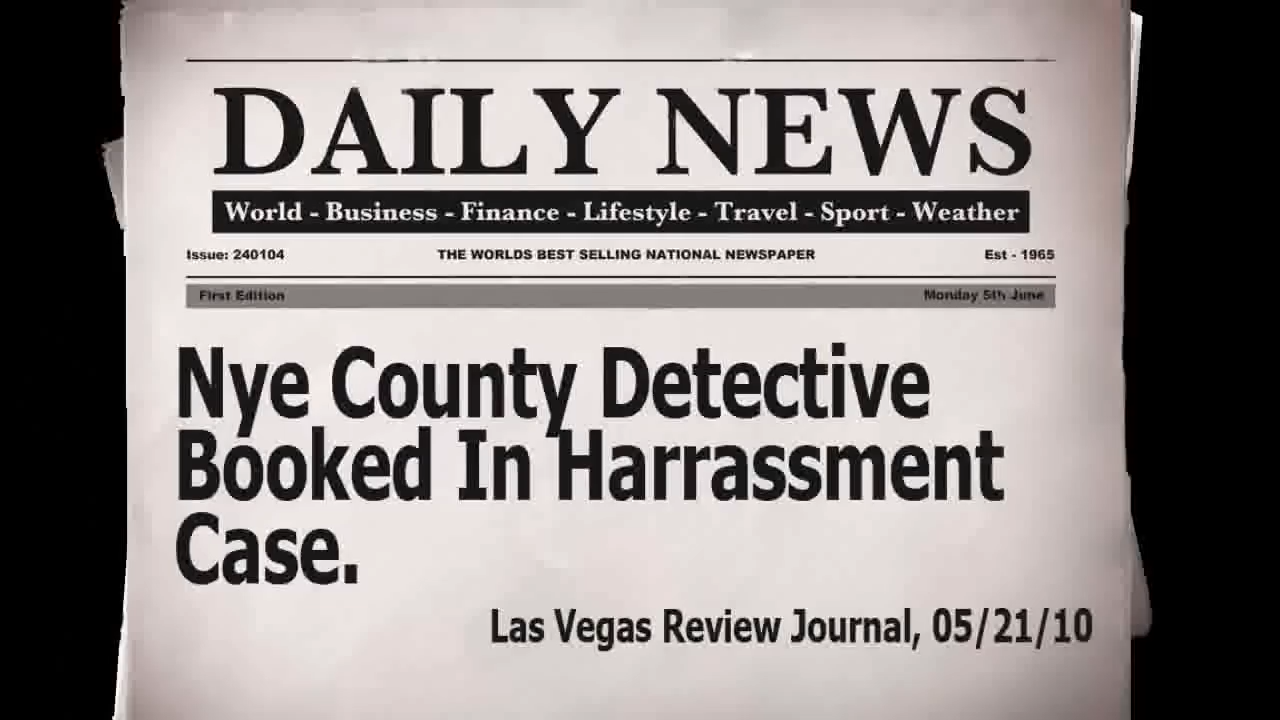 DAILY NEWS
World - Business - Finance - Lifestyle - Travel - Sport - Weather
Issue: 240104 THE WORLDS BEST SELLING NATIONAL NEWSPAPER Est - 1965
First Edition Monday 5th June
Nye County Detective
Booked In Harrassment
Case.
Las Vegas Review Journal, 05/21/10